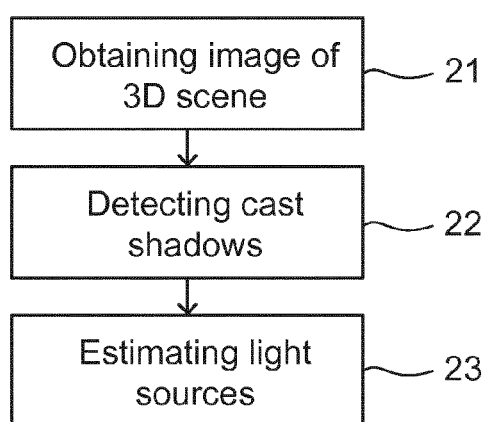 Obtaining image of
3D scene
21
Detecting cast
shadows
22
Estimating light
sources
23